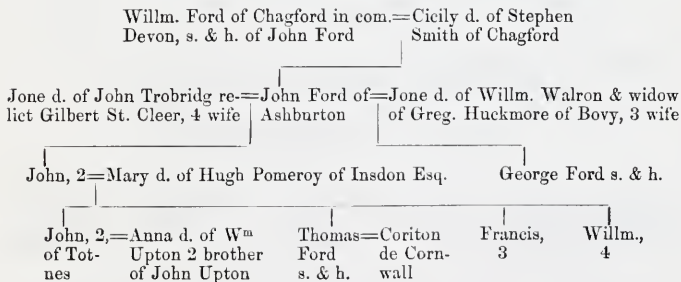 Willm. Ford of Chagford in com.=Cicily d. of Stephen
Devon, s. & h. of John Ford Smith of Chagford
Jone d. of John Trobridg re-=John Ford of=Jone d. of Willm. Walron & widow
lict Gilbert St. Cleer, 4 wife Ashburton of Greg. Huckmore of Bovy, 3 wife
John, 2=Mary d. of Hugh Pomeroy of Insdon Esq. George Ford s. & h.
John, 2,=Anna d. of Wm Thomas=Coriton Francis, Willm.,
of Tot- Upton 2 brother Ford de Corn- 3 4
nes of John Upton s. & h. wall